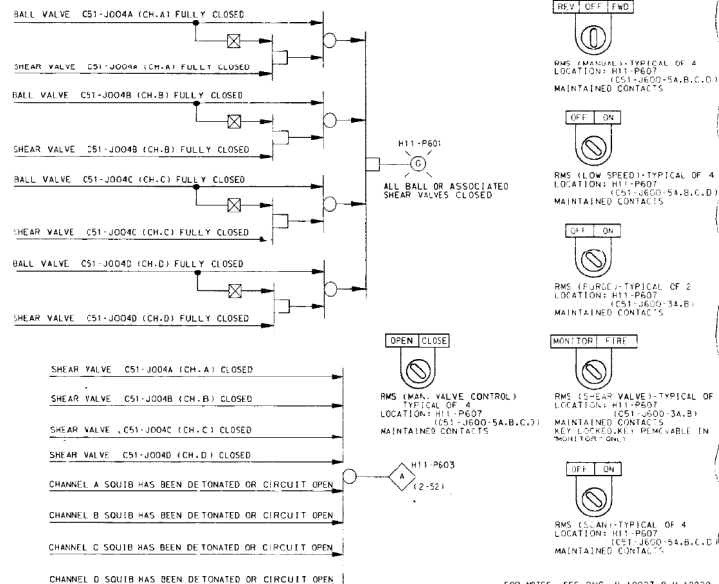 BALL VALVE C51-J004A (CH.A) FULLY CLOSED
SHEAR VALVE C51-J004A (CH.A) FULLY CLOSED
BALL VALVE C51-J004B (CH.B) FULLY CLOSED
SHEAR VALVE C51-J004B (CH.B) FULLY CLOSED
BALL VALVE C51-J004C (CH.C) FULLY CLOSED
SHEAR VALVE C51-J004C (CH.C) FULLY CLOSED
BALL VALVE C51-J004D (CH.D) FULLY CLOSED
SHEAR VALVE C51-J004D (CH.D) FULLY CLOSED
H11-P601
G
ALL BALL OR ASSOCIATED
SHEAR VALVES CLOSED
SHEAR VALVE C51-J004A (CH.A) CLOSED
SHEAR VALVE C51-J004B (CH.B) CLOSED
SHEAR VALVE C51-J004C (CH.C) CLOSED
SHEAR VALVE C51-J004D (CH.D) CLOSED
CHANNEL A SQUIB HAS BEEN DETONATED OR CIRCUIT OPEN
CHANNEL B SQUIB HAS BEEN DETONATED OR CIRCUIT OPEN
CHANNEL C SQUIB HAS BEEN DETONATED OR CIRCUIT OPEN
CHANNEL D SQUIB HAS BEEN DETONATED OR CIRCUIT OPEN
H11-P603
A
(2-52)
OPEN CLOSE
RMS (MAN. VALVE CONTROL)
TYPICAL OF 4
LOCATION: H11-P607
(C51-J600-5A.B.C.D)
MAINTAINED CONTACTS
REV OFF FWD
RMS (MANUAL)-TYPICAL OF 4
LOCATION: H11-P607
(C51-J600-5A.B.C.D)
MAINTAINED CONTACTS
OFF ON
RMS (LOW SPEED)-TYPICAL OF 4
LOCATION: H11-P607
(C51-J600-5A.B.C.D)
MAINTAINED CONTACTS
OFF ON
RMS (PURGE)-TYPICAL OF 2
LOCATION: H11-P607
(C51-J600-3A.B)
MAINTAINED CONTACTS
MONITOR FIRE
RMS (SHEAR VALVE)-TYPICAL OF
LOCATION: H11-P607
(C51-J600-3A.B)
MAINTAINED CONTACTS
KEY LOCKED.KEY REMOVABLE IN
"MONITOR" ONLY
OFF ON
RMS (SCAN)-TYPICAL OF 4
LOCATION: H11-P607
(C51-J600-5A.B.C.D
MAINTAINED CONTACTS